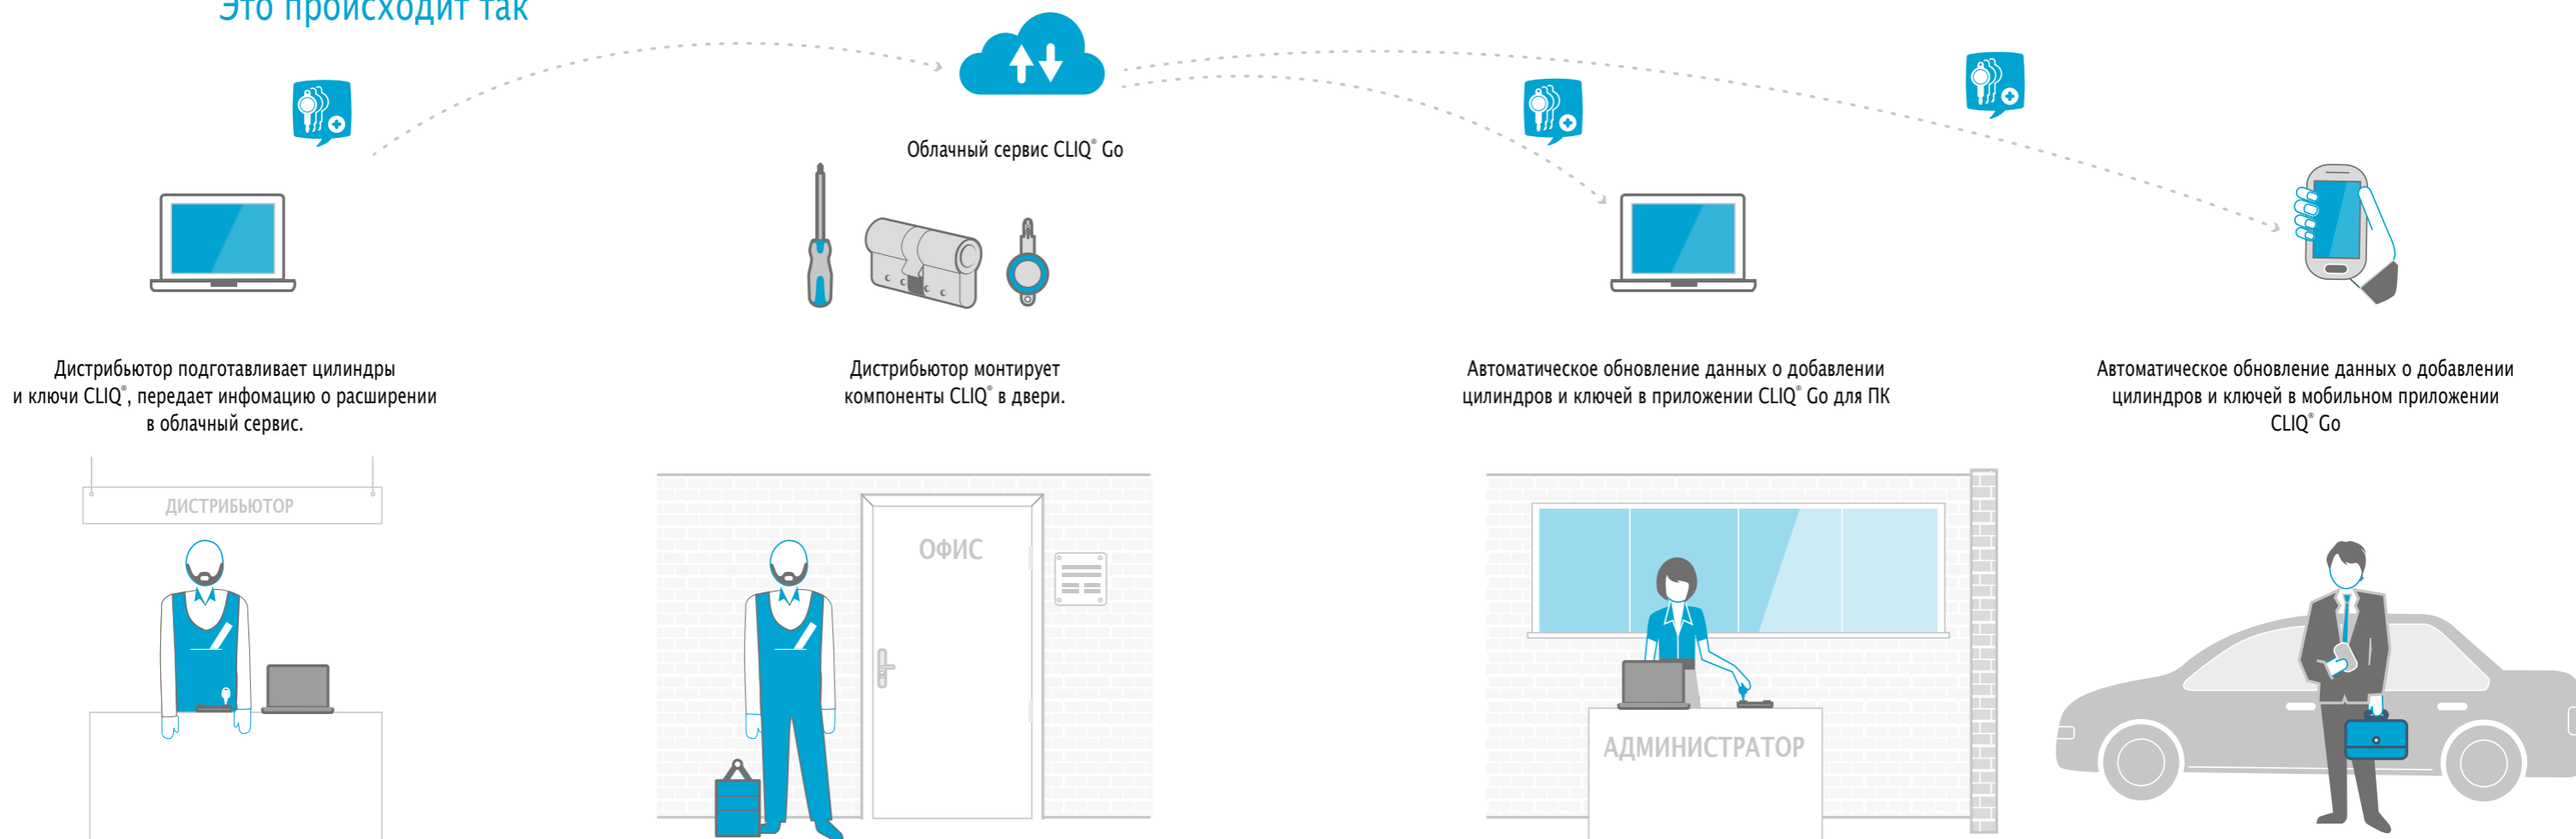 Это происходит так
Облачный сервис CLIQ® Go
Дистрибьютор подготавливает цилиндры
и ключи CLIQ®, передает инфомацию о расширении
в облачный сервис.
Дистрибьютор монтирует
компоненты CLIQ® в двери.
Автоматическое обновление данных о добавлении
цилиндров и ключей в приложении CLIQ® Go для ПК
Автоматическое обновление данных о добавлении
цилиндров и ключей в мобильном приложении
CLIQ® Go
ДИСТРИБЬЮТОР
ОФИС
АДМИНИСТРАТОР